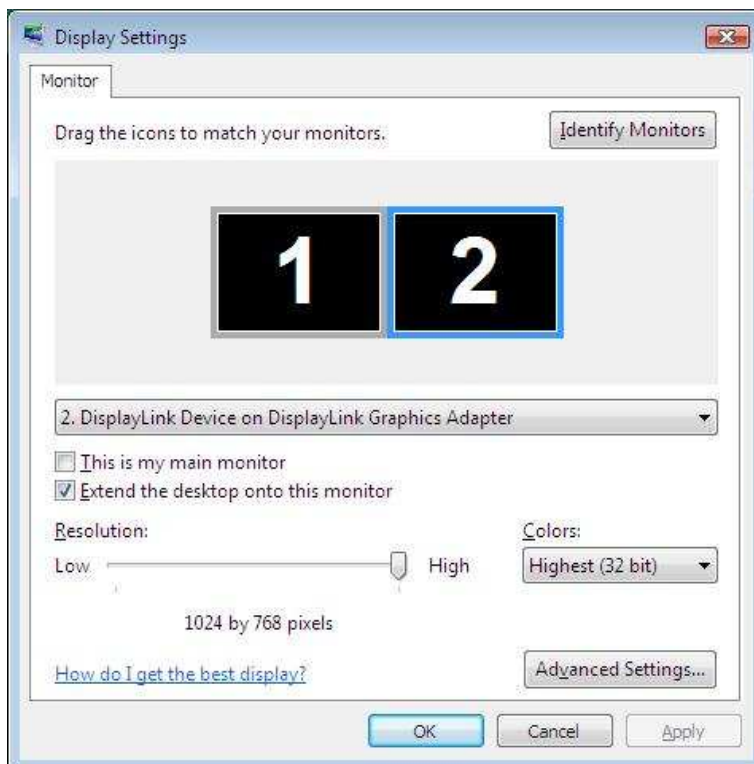 Display Settings
Monitor
Drag the icons to match your monitors.
Identify Monitors
1 2
2. DisplayLink Device on DisplayLink Graphics Adapter
This is my main monitor
Extend the desktop onto this monitor
Resolution: Colors:
Low High Highest (32 bit)
1024 by 768 pixels
How do I get the best display? Advanced Settings...
OK Cancel Apply